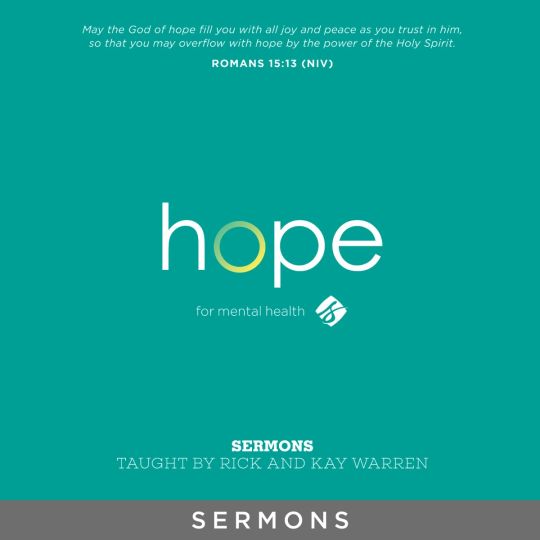 May the God of hope fill you with all joy and peace as you trust in him,
so that you may overflow with hope by the power of the Holy Spirit.
ROMANS 15:13 (NIV)
hope
for mental health
SERMONS
TAUGHT BY RICK AND KAY WARREN
SERMONS